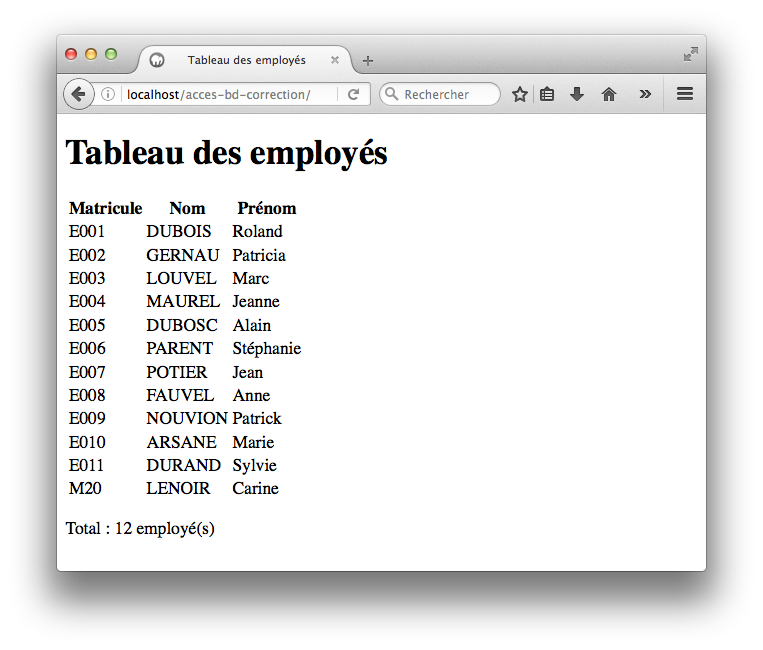 Tableau des employés
localhost/acces-bd-correction/ Rechercher
Tableau des employés
Matricule Nom Prénom
E001 DUBOIS Roland
E002 GERNAU Patricia
E003 LOUVEL Marc
E004 MAUREL Jeanne
E005 DUBOSC Alain
E006 PARENT Stéphanie
E007 POTIER Jean
E008 FAUVEL Anne
E009 NOUVION Patrick
E010 ARSANE Marie
E011 DURAND Sylvie
M20 LENOIR Carine
Total : 12 employé(s)